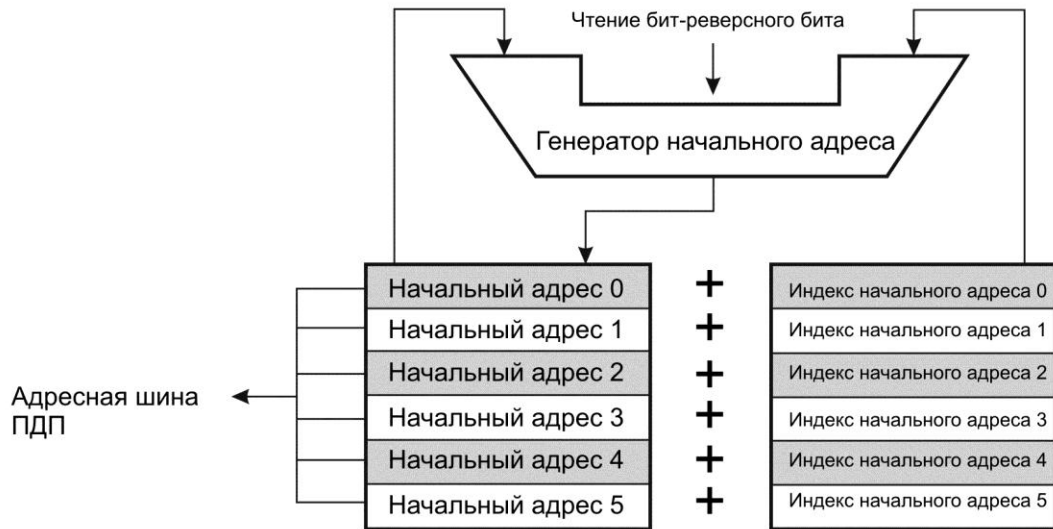 Чтение бит-реверсного бита
Генератор начального адреса
Начальный адрес 0
+
Индекс начального адреса 0
Начальный адрес 1
+
Индекс начального адреса 1
Начальный адрес 2
+
Индекс начального адреса 2
Адресная шина
ПДП
Начальный адрес 3
+
Индекс начального адреса 3
Начальный адрес 4
+
Индекс начального адреса 4
Начальный адрес 5
+
Индекс начального адреса 5